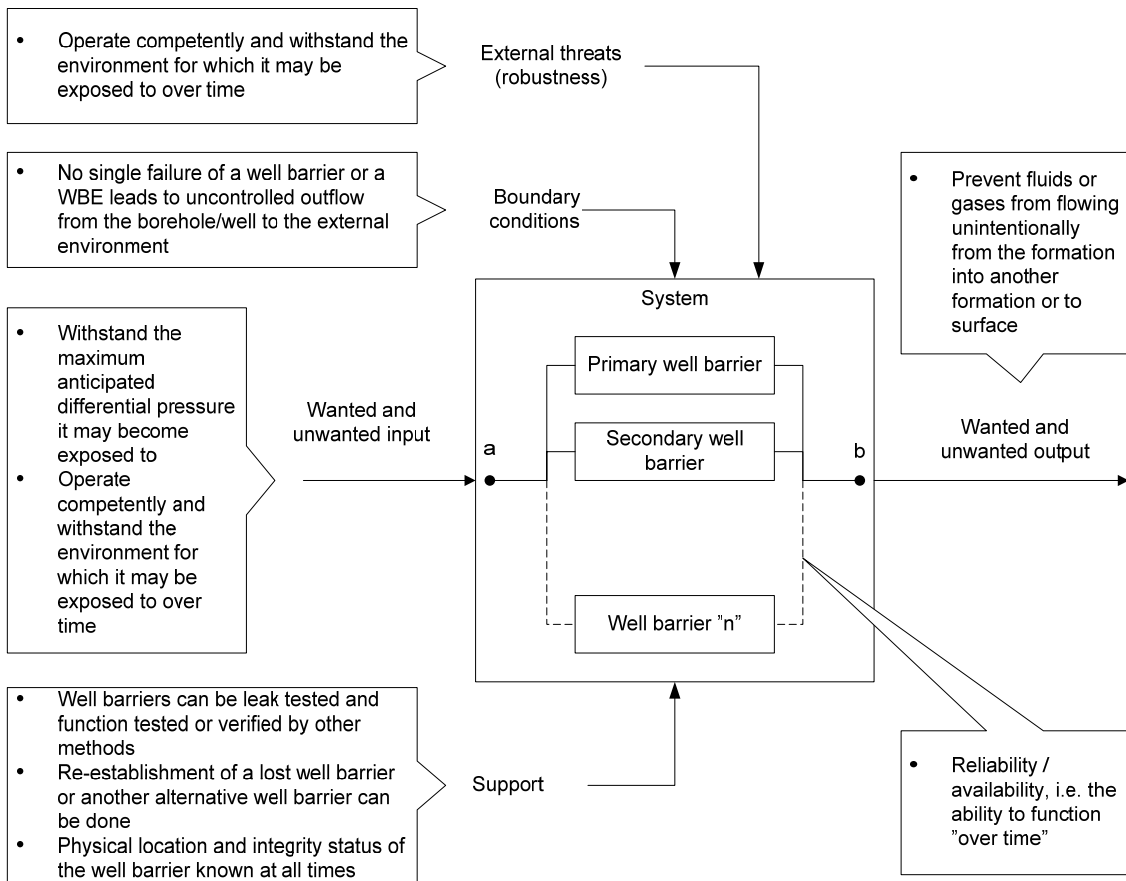 • Operate competently and withstand the
environment for which it may be
exposed to over time
External threats
(robustness)
• No single failure of a well barrier or a
WBE leads to uncontrolled outflow
from the borehole/well to the external
environment
Boundary
conditions
• Prevent fluids or
gases from flowing
unintentionally
from the formation
into another
formation or to
surface
• Withstand the
maximum
anticipated
differential pressure
it may become
exposed to
• Operate
competently and
withstand the
environment for
which it may be
exposed to over
time
Wanted and
unwanted input
System
Primary well barrier
Secondary well
barrier
Well barrier ”n”
a
b
Wanted and
unwanted output
• Well barriers can be leak tested and
function tested or verified by other
methods
• Re-establishment of a lost well barrier
or another alternative well barrier can
be done
• Physical location and integrity status of
the well barrier known at all times
Support
• Reliability /
availability, i.e. the
ability to function
”over time”